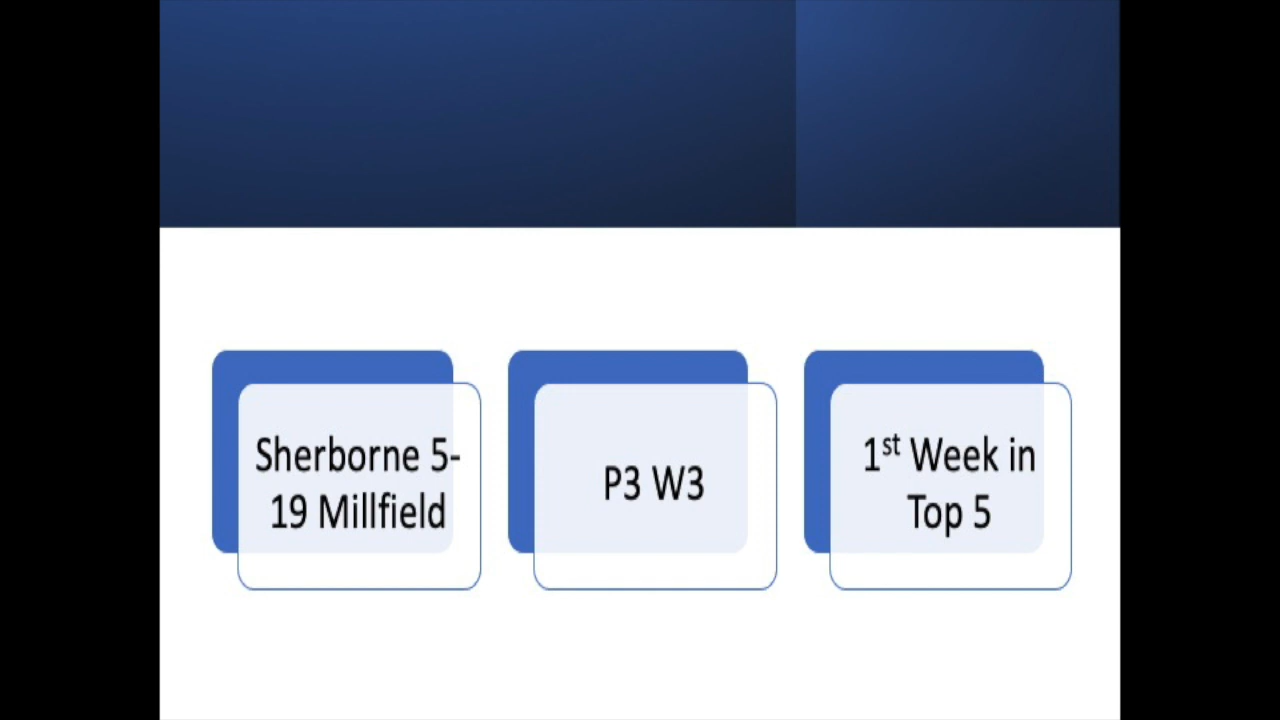 Sherborne 5-
19 Millfield
P3 W3
1st Week in
Top 5